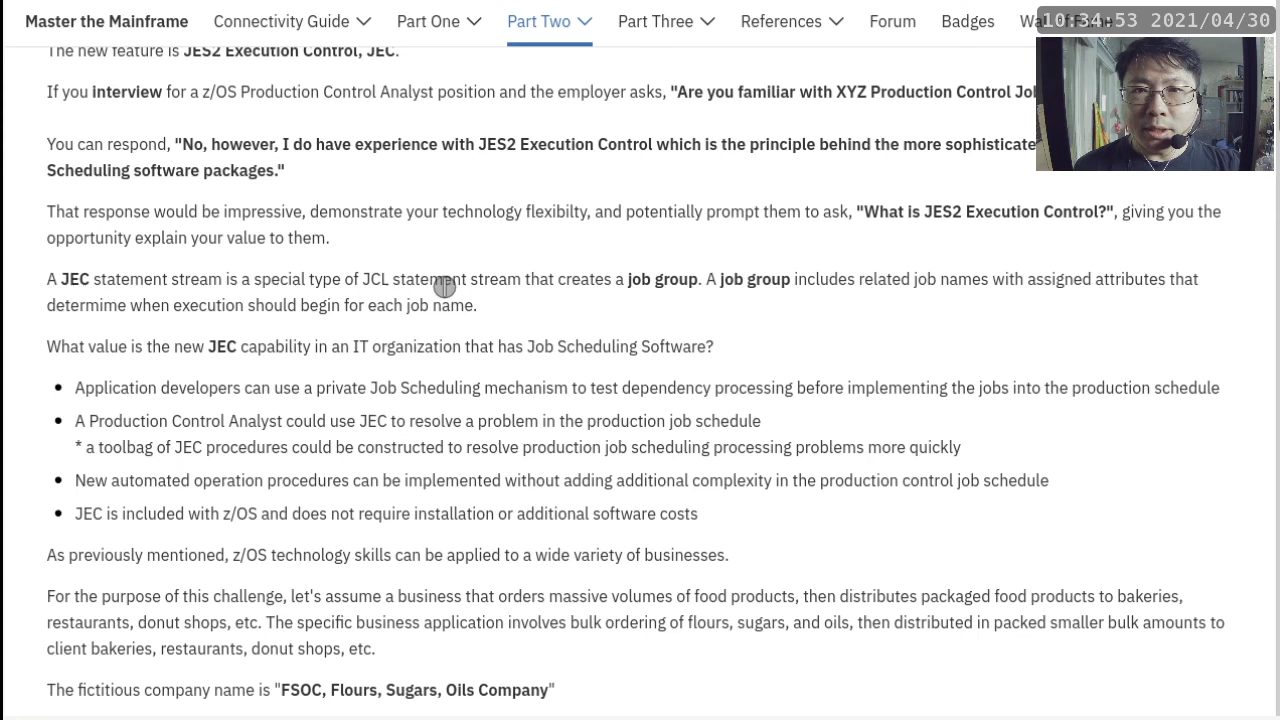 Master the Mainframe Connectivity Guide Part One Part Two Part Three References Forum Badges
10:34:53 2021/04/30
The new feature is JES2 Execution Control, JEC.
If you interview for a z/OS Production Control Analyst position and the employer asks, "Are you familiar with XYZ Production Control
You can respond, "No, however, I do have experience with JES2 Execution Control which is the principle behind the more
Scheduling software packages."
That response would be impressive, demonstrate your technology flexibilty, and potentially prompt them to ask, "What is JES2 Execution Control?", giving you the
opportunity explain your value to them.
A JEC statement stream is a special type of JCL statement stream that creates a job group. A job group includes related job names with assigned attributes that
determime when execution should begin for each job name.
What value is the new JEC capability in an IT organization that has Job Scheduling Software?
Application developers can use a private Job Scheduling mechanism to test dependency processing before implementing the jobs into the production schedule
A Production Control Analyst could use JEC to resolve a problem in the production job schedule
* a toolbag of JEC procedures could be constructed to resolve production job scheduling processing problems more quickly
New automated operation procedures can be implemented without adding additional complexity in the production control job schedule
JEC is included with z/OS and does not require installation or additional software costs
As previously mentioned, z/OS technology skills can be applied to a wide variety of businesses.
For the purpose of this challenge, let's assume a business that orders massive volumes of food products, then distributes packaged food products to bakeries,
restaurants, donut shops, etc. The specific business application involves bulk ordering of flours, sugars, and oils, then distributed in packed smaller bulk amounts to
client bakeries, restaurants, donut shops, etc.
The fictitious company name is "FSOC, Flours, Sugars, Oils Company"